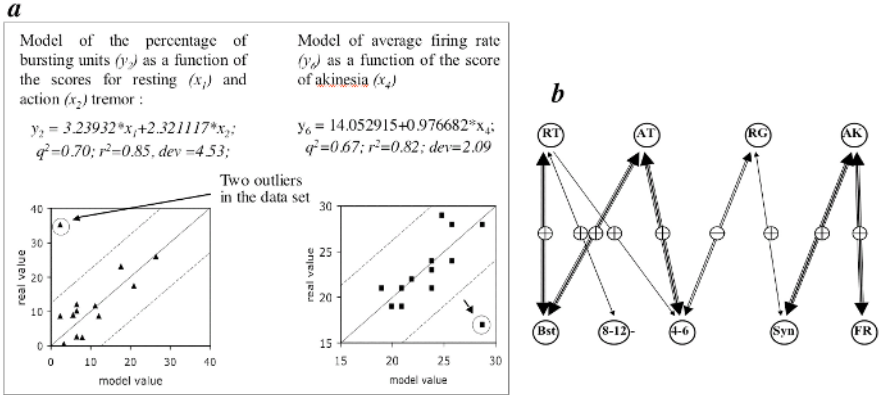 a
Model of the percentage of
bursting units (y2) as a function of
the scores for resting (x1) and
action (x2) tremor :
y2 = 3.23932*x1+2.321117*x2;
q2=0.70; r2=0.85, dev =4.53;
Model of average firing rate
(y6) as a function of the score
of akinesia (x4)
y6 = 14.052915+0.976682*x4;
q2=0.67; r2=0.82; dev=2.09
Two outliers
in the data set
real value
40
30
20
10
0
0 10 20 30 40
model value
real value
30
25
20
15
15 20 25 30
model value
b
RT AT RG AK
Bst 8-12- 4-6 Syn FR